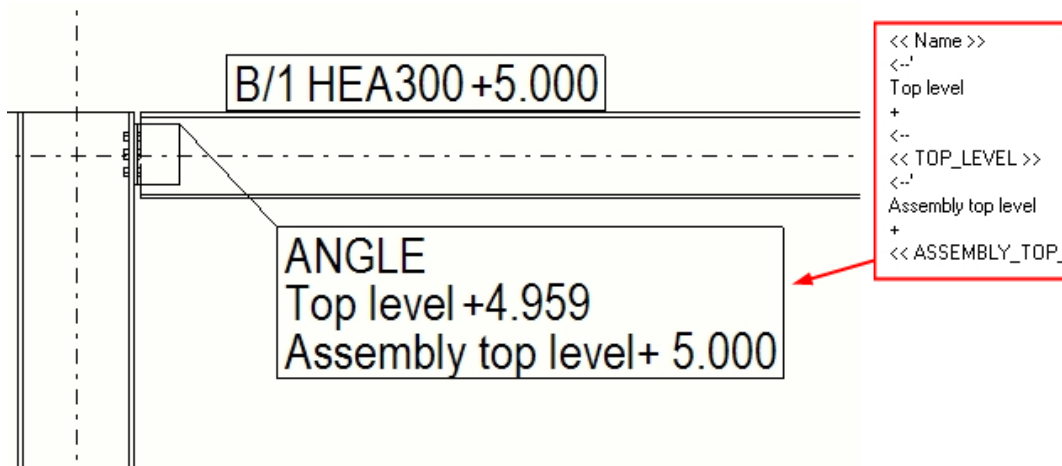 B/1 HEA300 +5.000
ANGLE
Top level +4.959
Assembly top level+ 5.000
<< Name >>
<--'
Top level
+
<--
<< TOP_LEVEL >>
<--'
Assembly top level
+
<< ASSEMBLY_TOP_